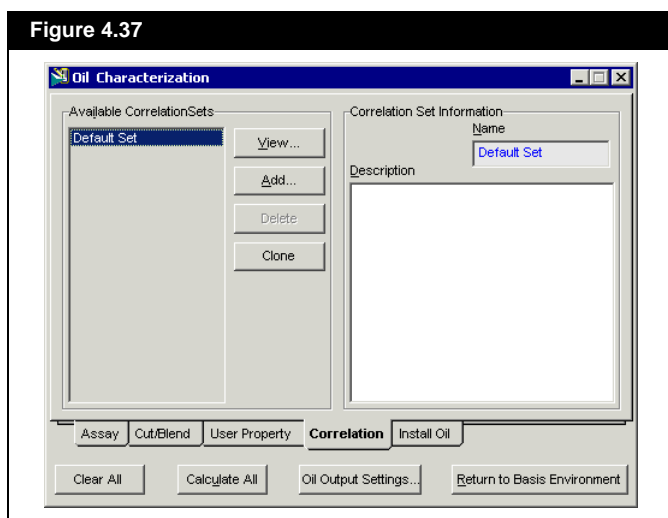 Figure 4.37
Oil Characterization
Available CorrelationSets
Default Set
View...
Add...
Delete
Clone
Correlation Set Information
Name
Default Set
Description
Assay Cut/Blend User Property Correlation Install Oil
Clear All Calculate All Oil Output Settings... Return to Basis Environment